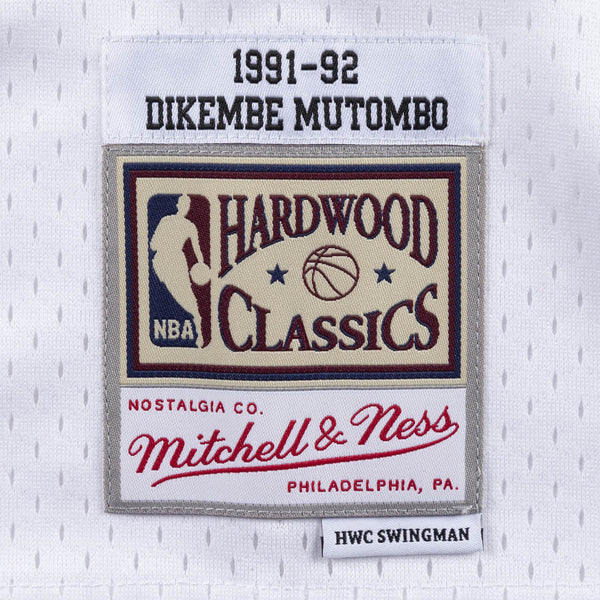 1991-92
DIKEMBE MUTOMBO
HARDWOOD
CLASSICS
NBA
NOSTALGIA CO.
Mitchell & Ness
PHILADELPHIA, PA.
HWC SWINGMAN